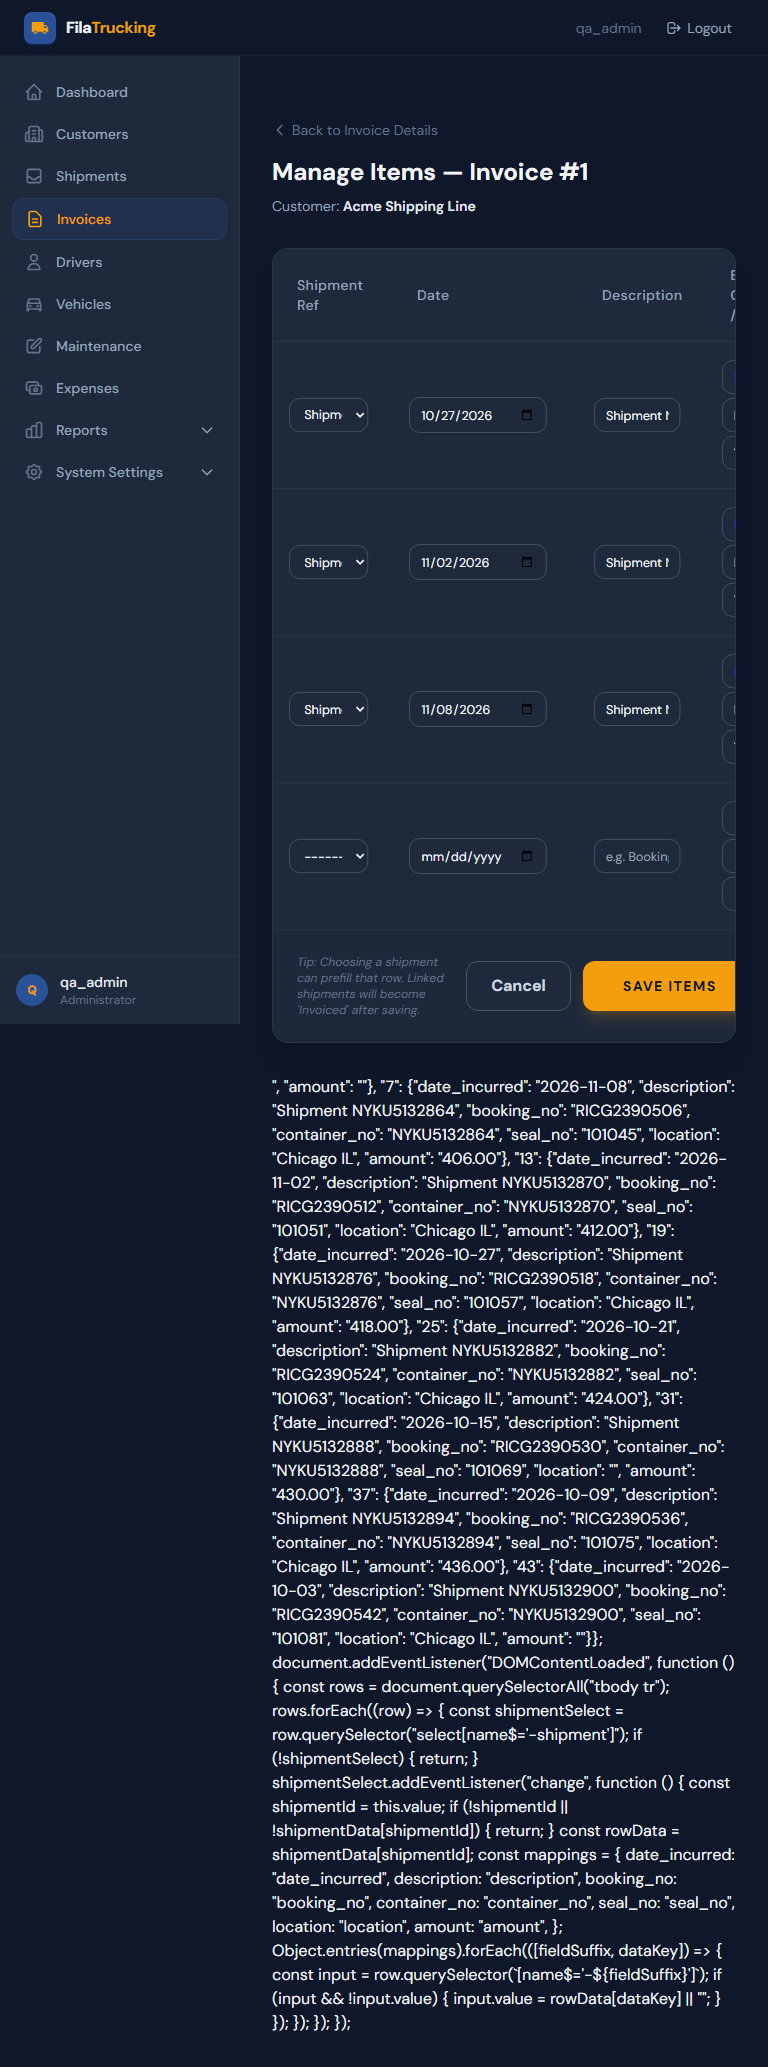 FilaTrucking
qa_admin
Logout
Dashboard
Customers
Shipments
Invoices
Drivers
Vehicles
Maintenance
Expenses
Reports
System Settings
qa_admin
Administrator
Back to Invoice Details
Manage Items — Invoice #1
Customer: Acme Shipping Line
Shipment
Ref
Date
Description
10/27/2026
Shipment
11/02/2026
Shipment
11/08/2026
Shipment
------
mm/dd/yyyy
e.g.
Tip: Choosing a shipment
can prefill that row. Linked
shipments will become
'Invoiced' after saving.
Cancel
SAVE ITEMS
", "amount": ""}, "7": {"date_incurred": "2026-11-08", "description":
"Shipment NYKU5132864", "booking_no": "RICG2390506",
"container_no": "NYKU5132864", "seal_no": "101045", "location":
"Chicago IL", "amount": "406.00"}, "13": {"date_incurred": "2026-
11-02", "description": "Shipment NYKU5132870", "booking_no":
"RICG2390512", "container_no": "NYKU5132870", "seal_no":
"101051", "location": "Chicago IL", "amount": "412.00"}, "19":
{"date_incurred": "2026-10-27", "description": "Shipment
NYKU5132876", "booking_no": "RICG2390518", "container_no":
"NYKU5132876", "seal_no": "101057", "location": "Chicago IL",
"amount": "418.00"}, "25": {"date_incurred": "2026-10-21",
"description": "Shipment NYKU5132882", "booking_no":
"RICG2390524", "container_no": "NYKU5132882", "seal_no":
"101063", "location": "Chicago IL", "amount": "424.00"}, "31":
{"date_incurred": "2026-10-15", "description": "Shipment
NYKU5132888", "booking_no": "RICG2390530", "container_no":
"NYKU5132888", "seal_no": "101069", "location": "", "amount":
"430.00"}, "37": {"date_incurred": "2026-10-09", "description":
"Shipment NYKU5132894", "booking_no": "RICG2390536",
"container_no": "NYKU5132894", "seal_no": "101075", "location":
"Chicago IL", "amount": "436.00"}, "43": {"date_incurred": "2026-
10-03", "description": "Shipment NYKU5132900", "booking_no":
"RICG2390542", "container_no": "NYKU5132900", "seal_no":
"101081", "location": "Chicago IL", "amount": ""}};
document.addEventListener("DOMContentLoaded", function ()
{ const rows = document.querySelectorAll("tbody tr");
rows.forEach((row) => { const shipmentSelect =
row.querySelector("select[name$='-shipment']"); if
(!shipmentSelect) { return; }
shipmentSelect.addEventListener("change", function () { const
shipmentId = this.value; if (!shipmentId ||
!shipmentData[shipmentId]) { return; } const rowData =
shipmentData[shipmentId]; const mappings = { date_incurred:
"date_incurred", description: "description", booking_no:
"booking_no", container_no: "container_no", seal_no: "seal_no",
location: "location", amount: "amount", };
Object.entries(mappings).forEach(([fieldSuffix, dataKey]) => {
const input = row.querySelector(`[name$='-${fieldSuffix}']`); if
(input && !input.value) { input.value = rowData[dataKey] || ""; }
}); }); }); });